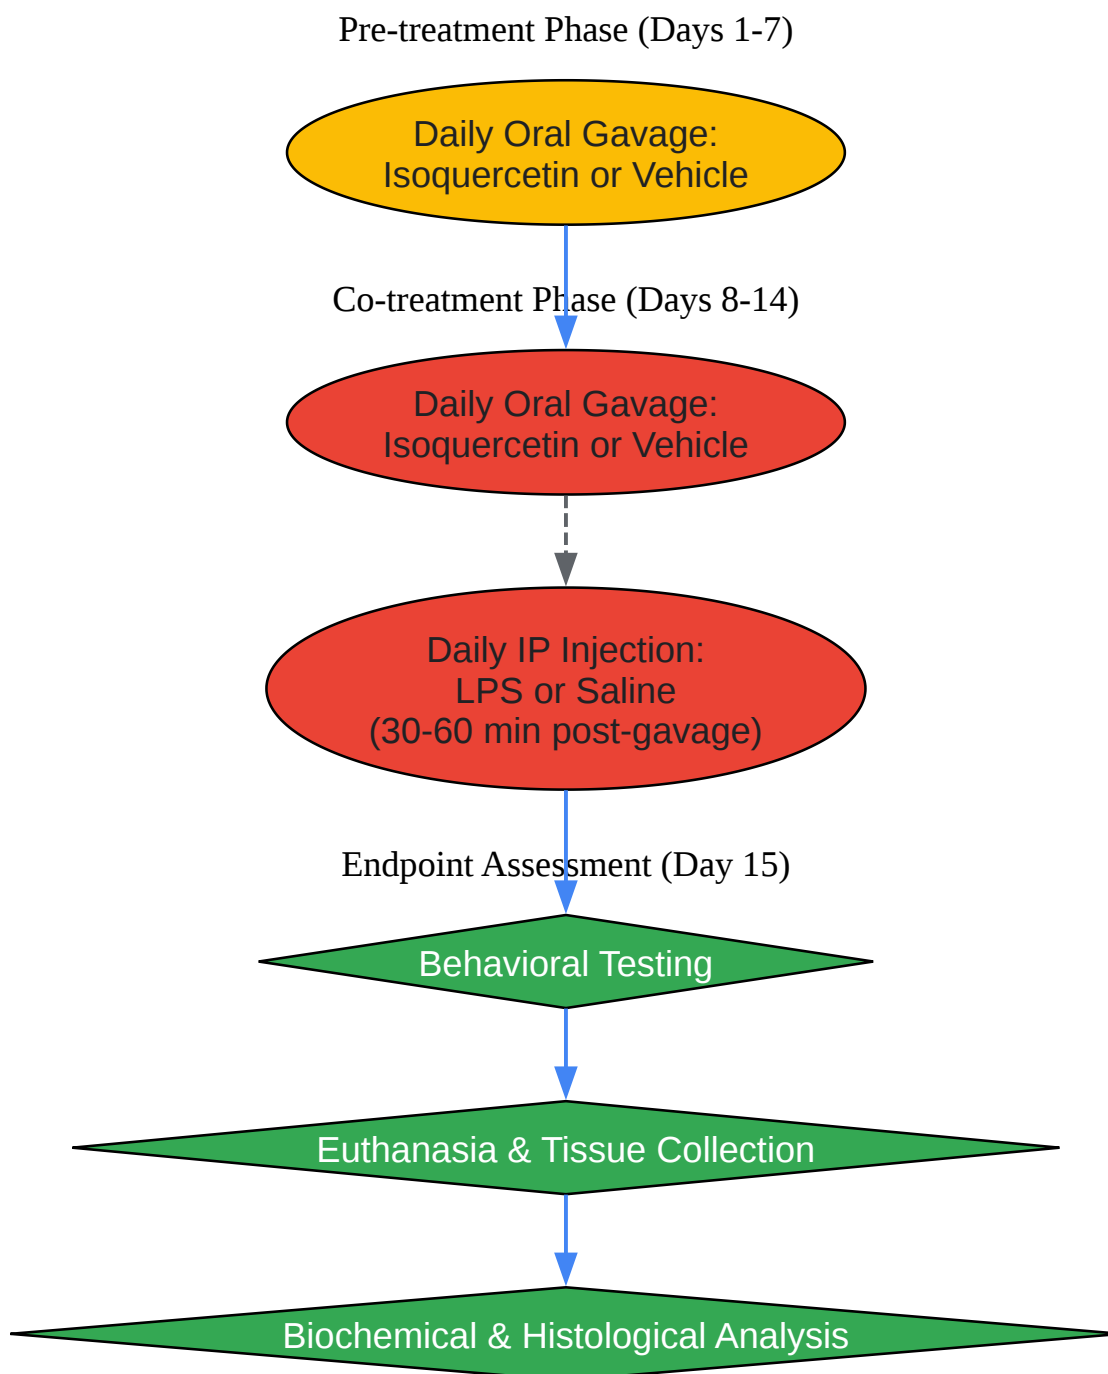 Pre-treatment Phase (Days 1-7)
Daily Oral Gavage:
Isoquercetin or Vehicle
Co-treatment Phase (Days 8-14)
Daily Oral Gavage:
Isoquercetin or Vehicle
Daily IP Injection:
LPS or Saline
(30-60 min post-gavage)
Endpoint Assessment (Day 15)
Behavioral Testing
Euthanasia & Tissue Collection
Biochemical & Histological Analysis